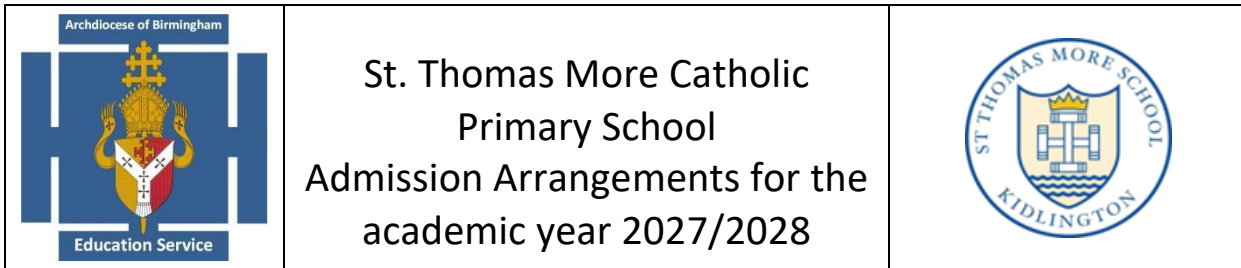 Archdiocese of Birmingham
Education Service
St. Thomas More Catholic
Primary School
Admission Arrangements for the
academic year 2027/2028
ST THOMAS MORE SCHOOL
KIDLINGTON